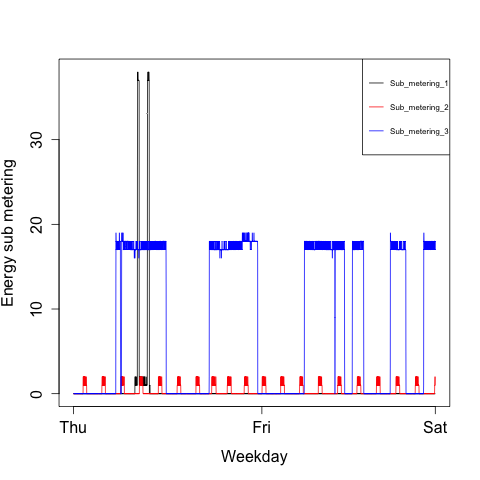 Sub_metering_1
Sub_metering_2
Sub_metering_3
Energy sub metering
30
20
10
0
Thu Fri Sat
Weekday